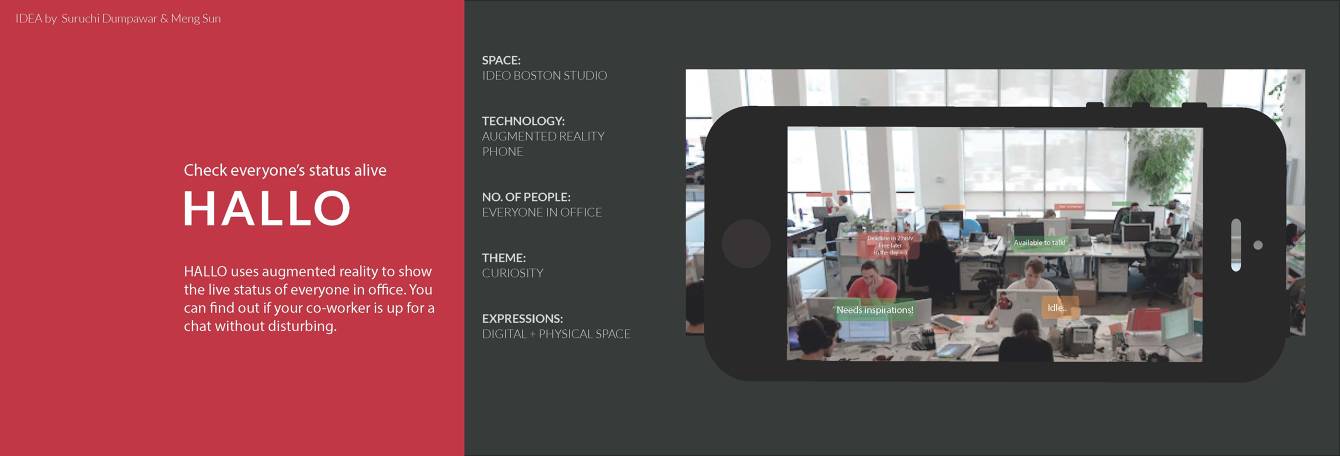 IDEA by Suruchi Dumpawar & Meng Sun
Check everyone's status alive
HALLO
HALLO uses augmented reality to show
the live status of everyone in office. You
can find out if your co-worker is up for a
chat without disturbing.
SPACE:
IDEO BOSTON STUDIO
TECHNOLOGY:
AUGMENTED REALITY
PHONE
NO. OF PEOPLE:
EVERYONE IN OFFICE
THEME:
CURIOSITY
EXPRESSIONS:
DIGITAL + PHYSICAL SPACE
Free later
Available to talk!
Needs inspirations!
Idle..